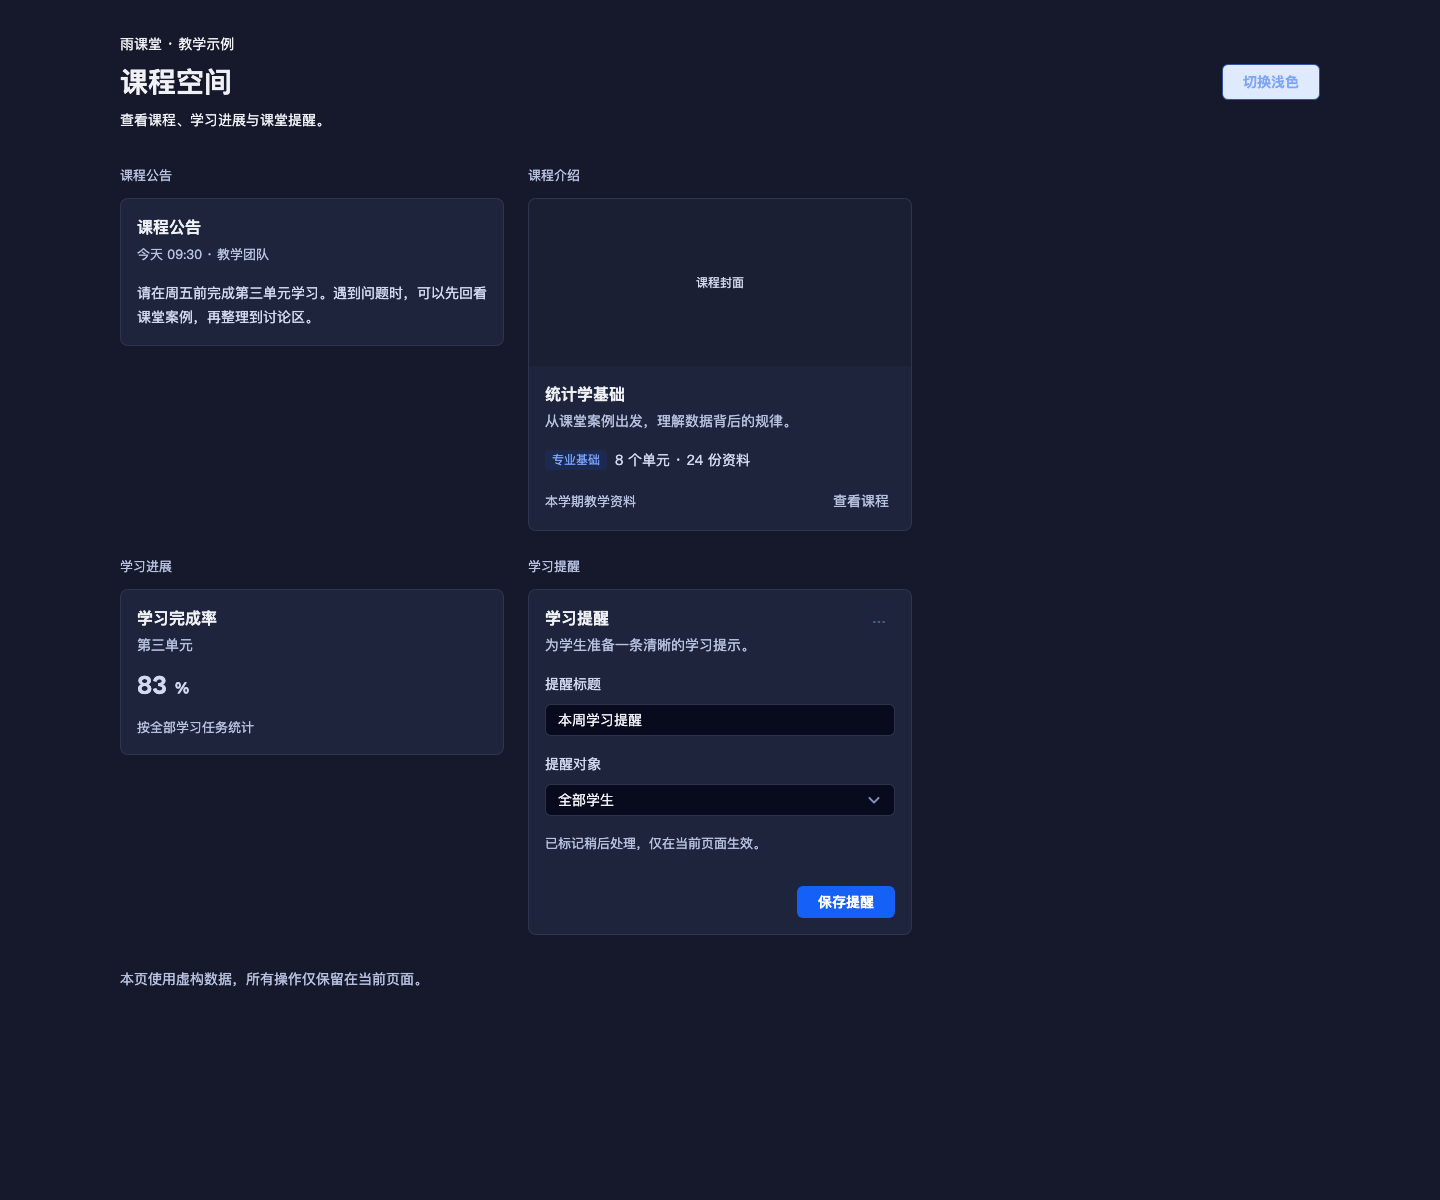 雨课堂 · 教学示例
课程空间
切换浅色
查看课程、学习进展与课堂提醒。
课程公告
课程公告
今天 09:30 · 教学团队
请在周五前完成第三单元学习。遇到问题时，可以先回看
课堂案例，再整理到讨论区。
课程介绍
课程封面
统计学基础
从课堂案例出发，理解数据背后的规律。
专业基础 8 个单元 · 24 份资料
本学期教学资料 查看课程
学习进展
学习完成率
第三单元
83 %
按全部学习任务统计
学习提醒
学习提醒 ...
为学生准备一条清晰的学习提示。
提醒标题
本周学习提醒
提醒对象
全部学生
已标记稍后处理，仅在当前页面生效。
保存提醒
本页使用虚构数据，所有操作仅保留在当前页面。